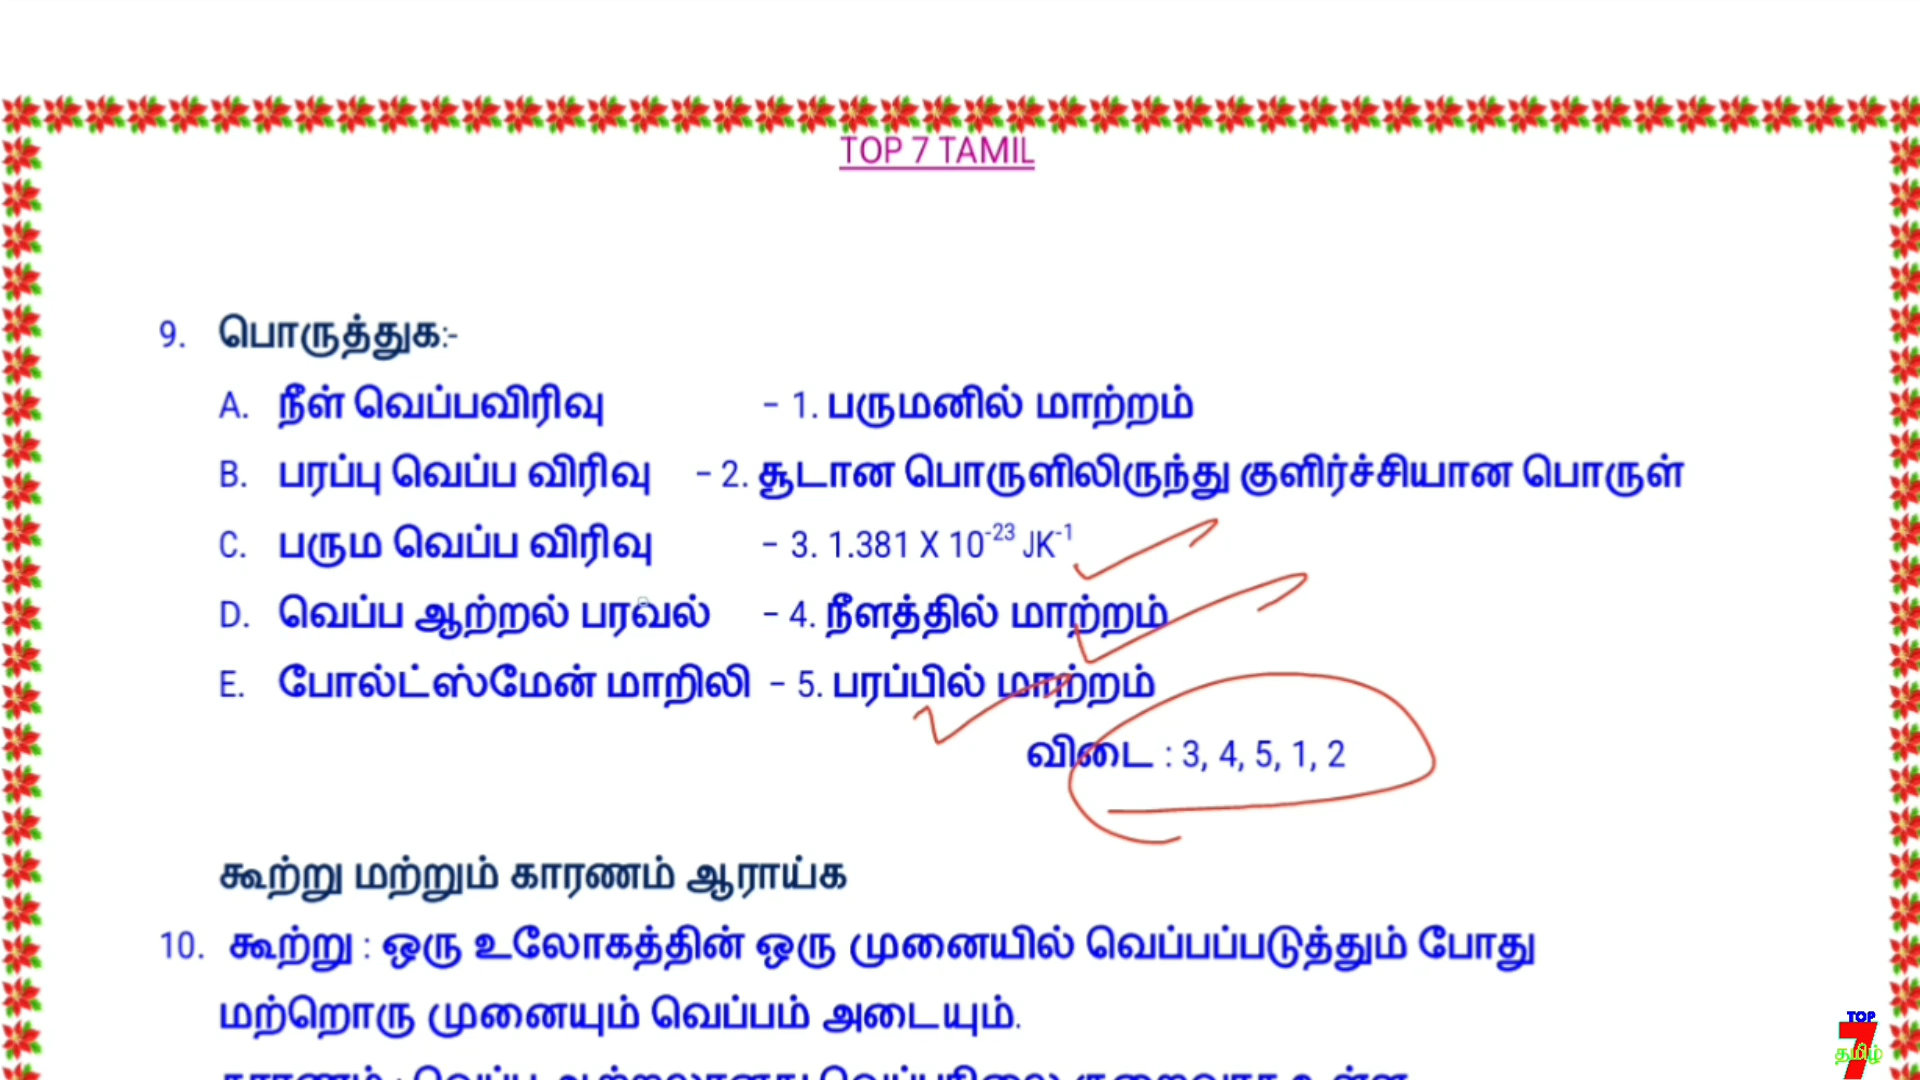 TOP 7 TAMIL
9. பொருத்துக:-
A. நீள் வெப்பவிரிவு – 1. பருமனில் மாற்றம்
B. பரப்பு வெப்ப விரிவு – 2. சூடான பொருளிலிருந்து குளிர்ச்சியான பொருள்
C. பரும வெப்ப விரிவு – 3. 1.381 X 10-23 JK-1
D. வெப்ப ஆற்றல் பரவல் – 4. நீளத்தில் மாற்றம்
E. போல்ட்ஸ்மேன் மாறிலி – 5. பரப்பில் மாற்றம்
விடை : 3, 4, 5, 1, 2
கூற்று மற்றும் காரணம் ஆராய்க
10. கூற்று : ஒரு உலோகத்தின் ஒரு முனையில் வெப்பப்படுத்தும் போது
மற்றொரு முனையும் வெப்பம் அடையும்.
TOP
7
தமிழ்